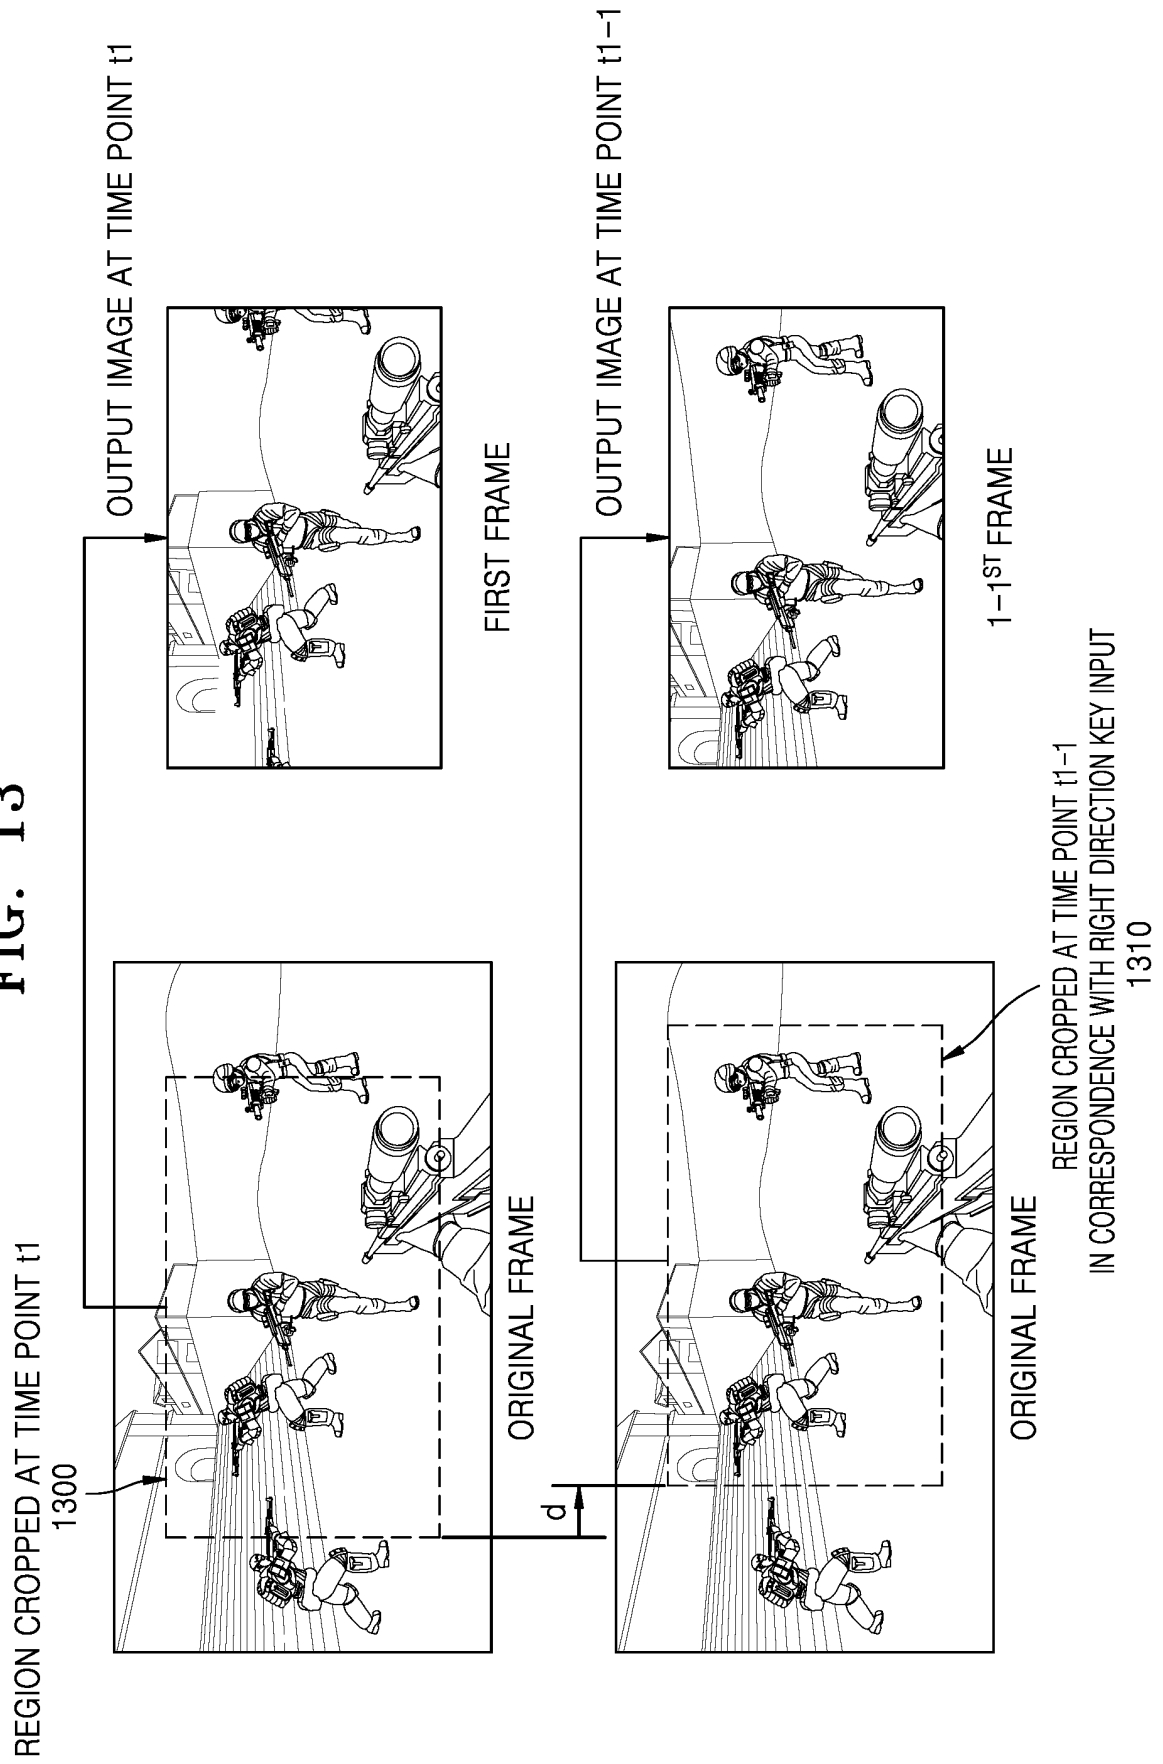 FIG. 13
REGION CROPPED AT TIME POINT t1
1300
OUTPUT IMAGE AT TIME POINT t1
ORIGINAL FRAME
FIRST FRAME
d
OUTPUT IMAGE AT TIME POINT t1-1
ORIGINAL FRAME
1-1ST FRAME
REGION CROPPED AT TIME POINT t1-1
IN CORRESPONDENCE WITH RIGHT DIRECTION KEY INPUT
1310